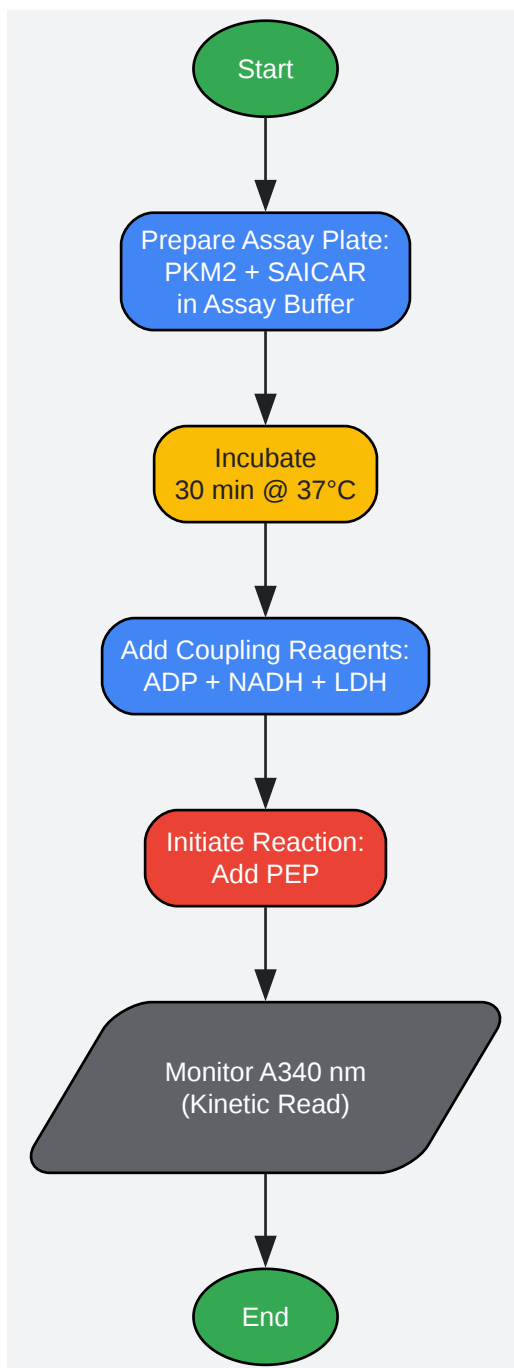 Start
Prepare Assay Plate:
PKM2 + SAICAR
in Assay Buffer
Incubate
30 min @ 37°C
Add Coupling Reagents:
ADP + NADH + LDH
Initiate Reaction:
Add PEP
Monitor A340 nm
(Kinetic Read)
End